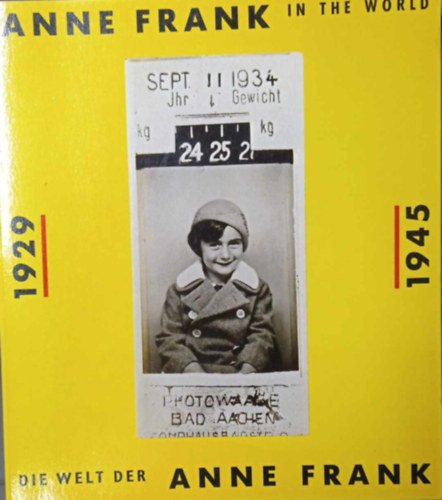 ANNE FRANK IN THE WORLD
SEPT. 11 1934
Jhr ↓ Gewicht
kg kg
24 25 2
1929
1945
PHOTOWAAGE
BAD AACHEN
DIE WELT DER ANNE FRANK